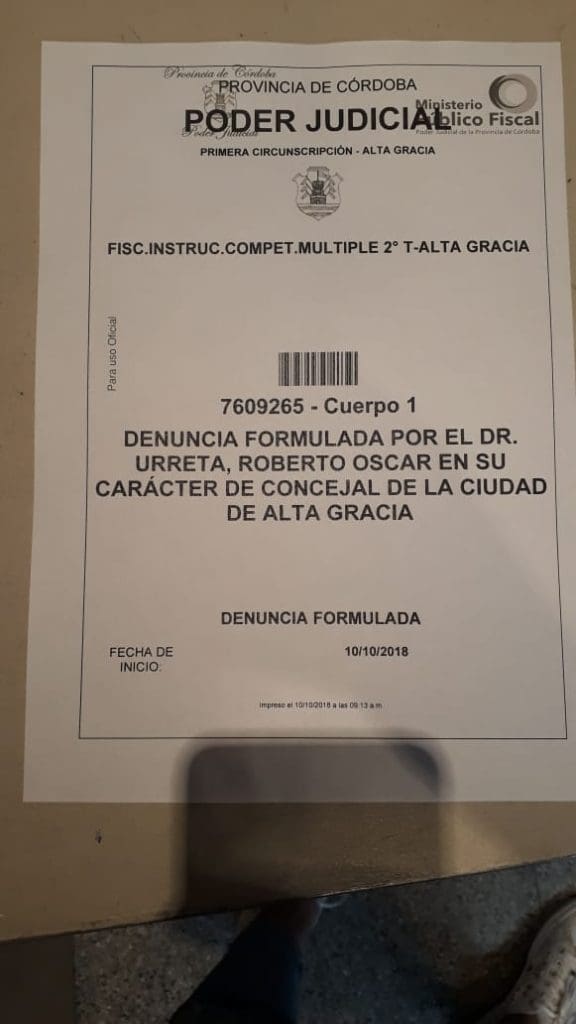 Provincia de Córdoba
PROVINCIA DE CÓRDOBA
Ministerio
PODER JUDICIAL
Público Fiscal
Poder Judicial
Poder Judicial de la Provincia de Córdoba
PRIMERA CIRCUNSCRIPCIÓN - ALTA GRACIA
FISC.INSTRUC.COMPET.MULTIPLE 2° T-ALTA GRACIA
Para uso Oficial
7609265 - Cuerpo 1
DENUNCIA FORMULADA POR EL DR.
URRETA, ROBERTO OSCAR EN SU
CARÁCTER DE CONCEJAL DE LA CIUDAD
DE ALTA GRACIA
DENUNCIA FORMULADA
FECHA DE
INICIO:
10/10/2018
Impreso el 10/10/2018 a las 09:13 a.m